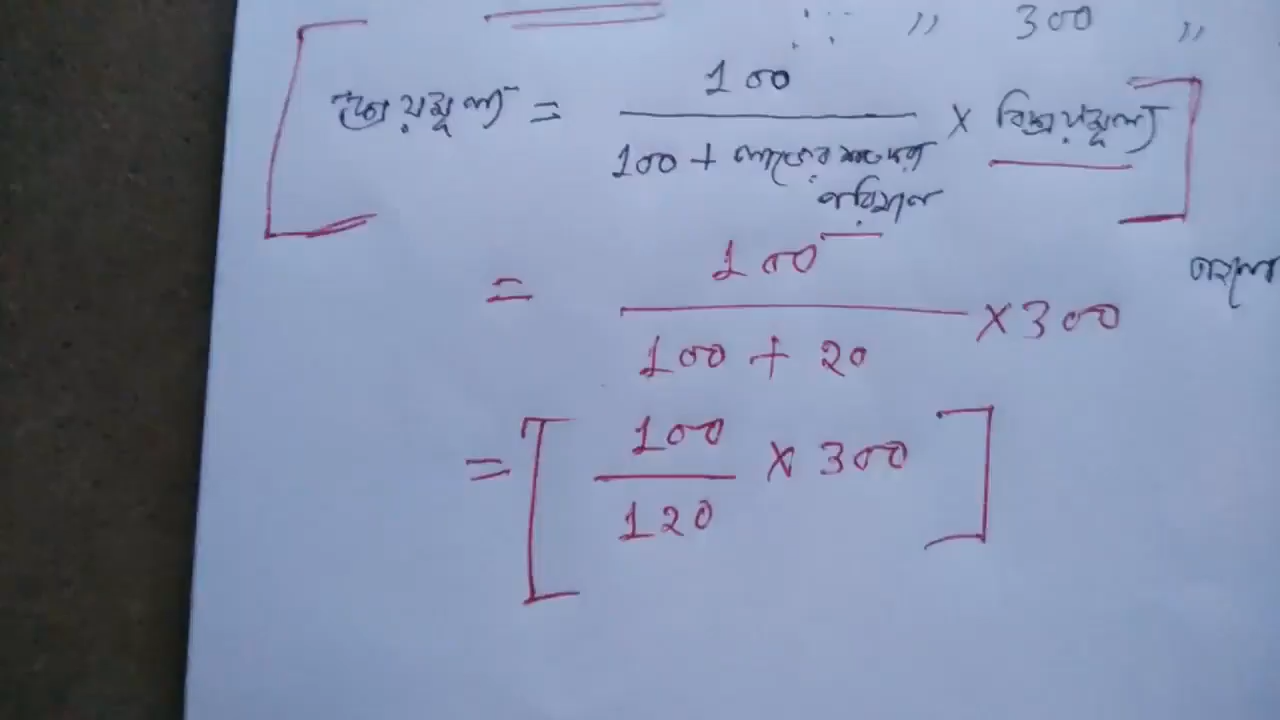 ∴ " 300 "
ক্রয়মূল্য = 100 / 100 + লাভের শতকরা পরিমাণ × বিক্রয়মূল্য
= 100 / 100 + 20 × 300
= [ 100 / 120 × 300 ]